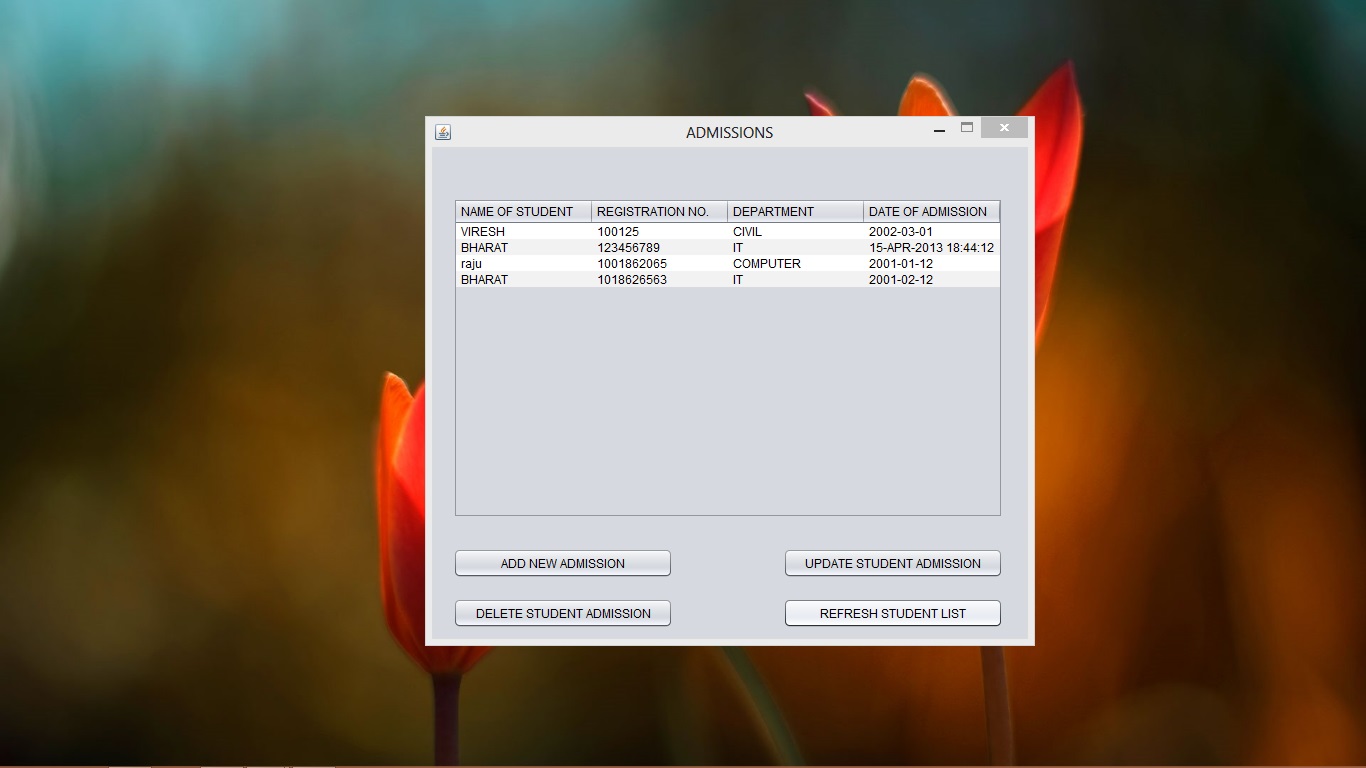 ADMISSIONS
NAME OF STUDENT REGISTRATION NO. DEPARTMENT DATE OF ADMISSION
VIRESH 100125 CIVIL 2002-03-01
BHARAT 123456789 IT 15-APR-2013 18:44:12
raju 1001862065 COMPUTER 2001-01-12
BHARAT 1018626563 IT 2001-02-12
ADD NEW ADMISSION UPDATE STUDENT ADMISSION
DELETE STUDENT ADMISSION REFRESH STUDENT LIST